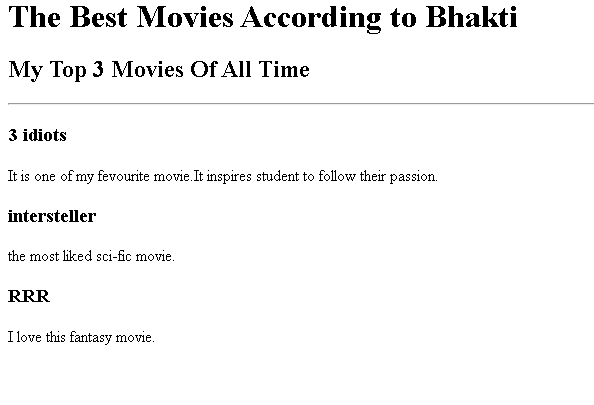 The Best Movies According to Bhakti
My Top 3 Movies Of All Time
3 idiots
It is one of my fevourite movie.It inspires student to follow their passion.
intersteller
the most liked sci-fic movie.
RRR
I love this fantasy movie.